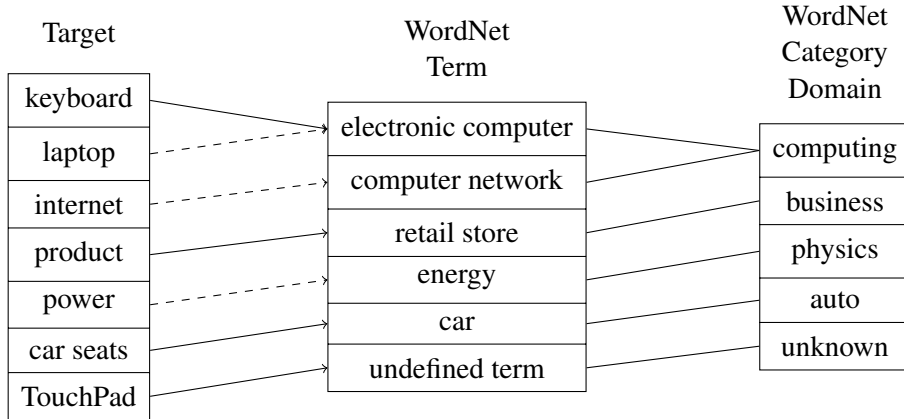 Target
keyboard
laptop
internet
product
power
car seats
TouchPad
WordNet
Term
electronic computer
computer network
retail store
energy
car
undefined term
WordNet
Category
Domain
computing
business
physics
auto
unknown